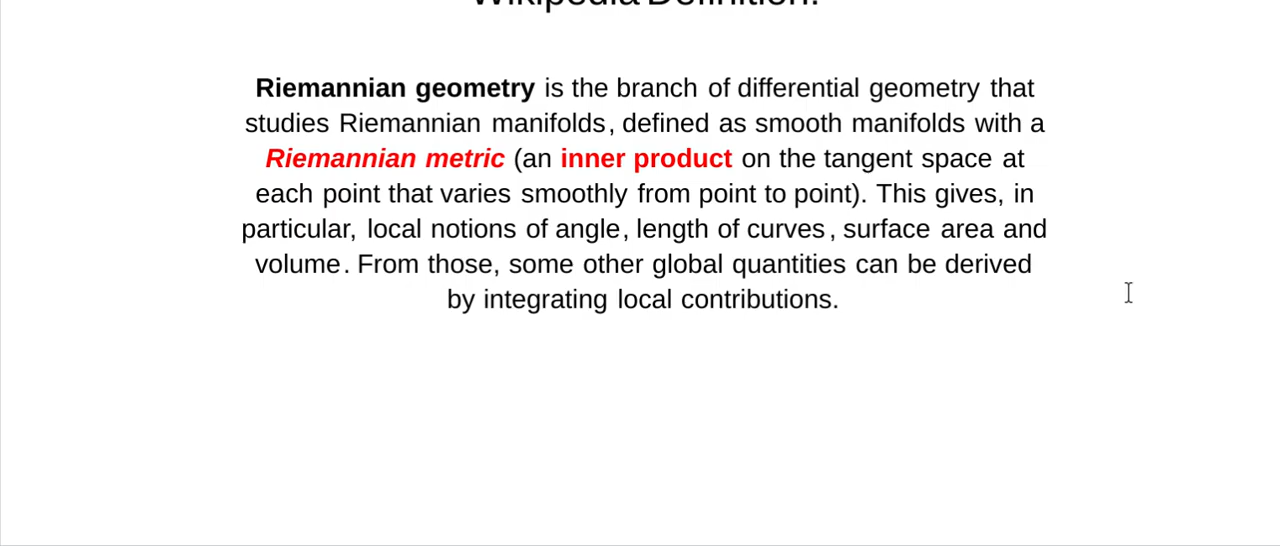 Wikipedia Definition:
Riemannian geometry is the branch of differential geometry that
studies Riemannian manifolds, defined as smooth manifolds with a
Riemannian metric (an inner product on the tangent space at
each point that varies smoothly from point to point). This gives, in
particular, local notions of angle, length of curves, surface area and
volume. From those, some other global quantities can be derived
by integrating local contributions.